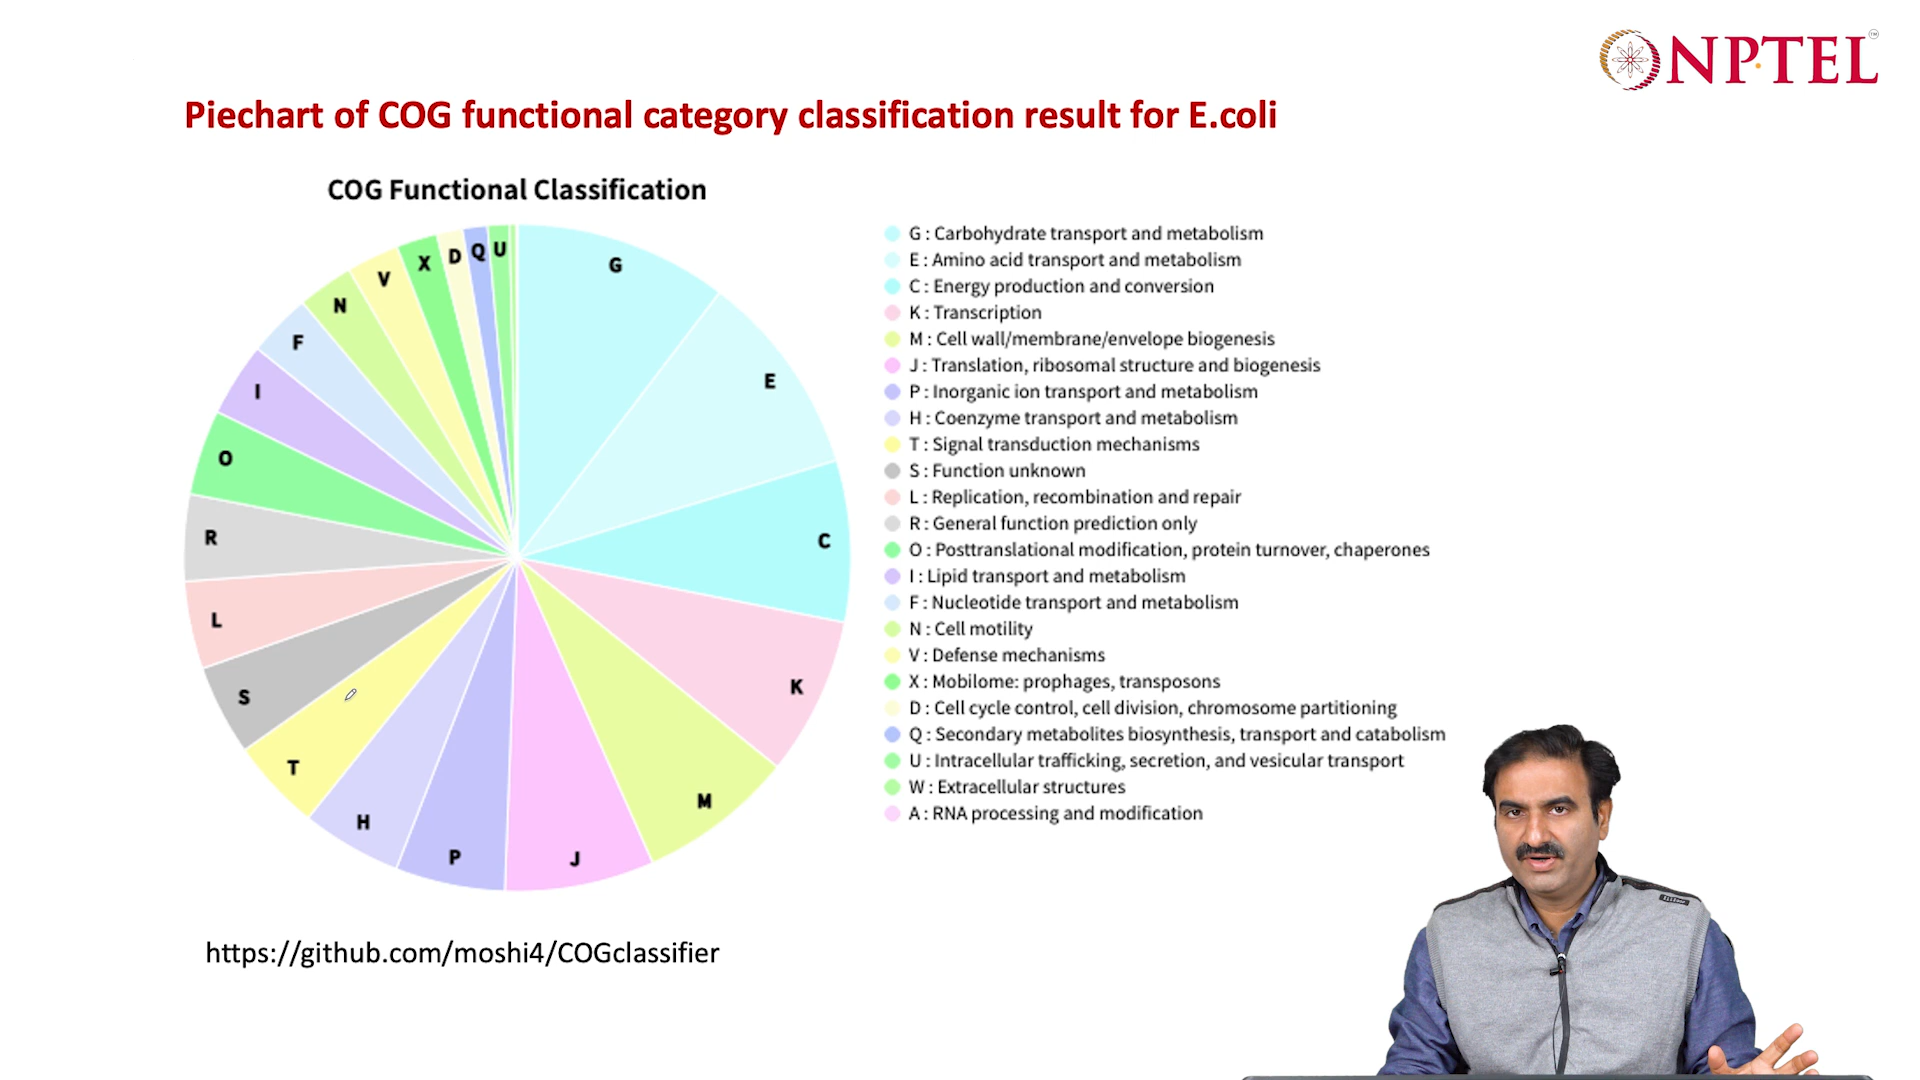 NPTEL
TM
Piechart of COG functional category classification result for E.coli
COG Functional Classification
G
E
C
K
M
J
P
H
T
S
L
R
O
I
F
N
V
X
D
Q
U
G : Carbohydrate transport and metabolism
E : Amino acid transport and metabolism
C : Energy production and conversion
K : Transcription
M : Cell wall/membrane/envelope biogenesis
J : Translation, ribosomal structure and biogenesis
P : Inorganic ion transport and metabolism
H : Coenzyme transport and metabolism
T : Signal transduction mechanisms
S : Function unknown
L : Replication, recombination and repair
R : General function prediction only
O : Posttranslational modification, protein turnover, chaperones
I : Lipid transport and metabolism
F : Nucleotide transport and metabolism
N : Cell motility
V : Defense mechanisms
X : Mobilome: prophages, transposons
D : Cell cycle control, cell division, chromosome partitioning
Q : Secondary metabolites biosynthesis, transport and catabolism
U : Intracellular trafficking, secretion, and vesicular transport
W : Extracellular structures
A : RNA processing and modification
https://github.com/moshi4/COGclassifier